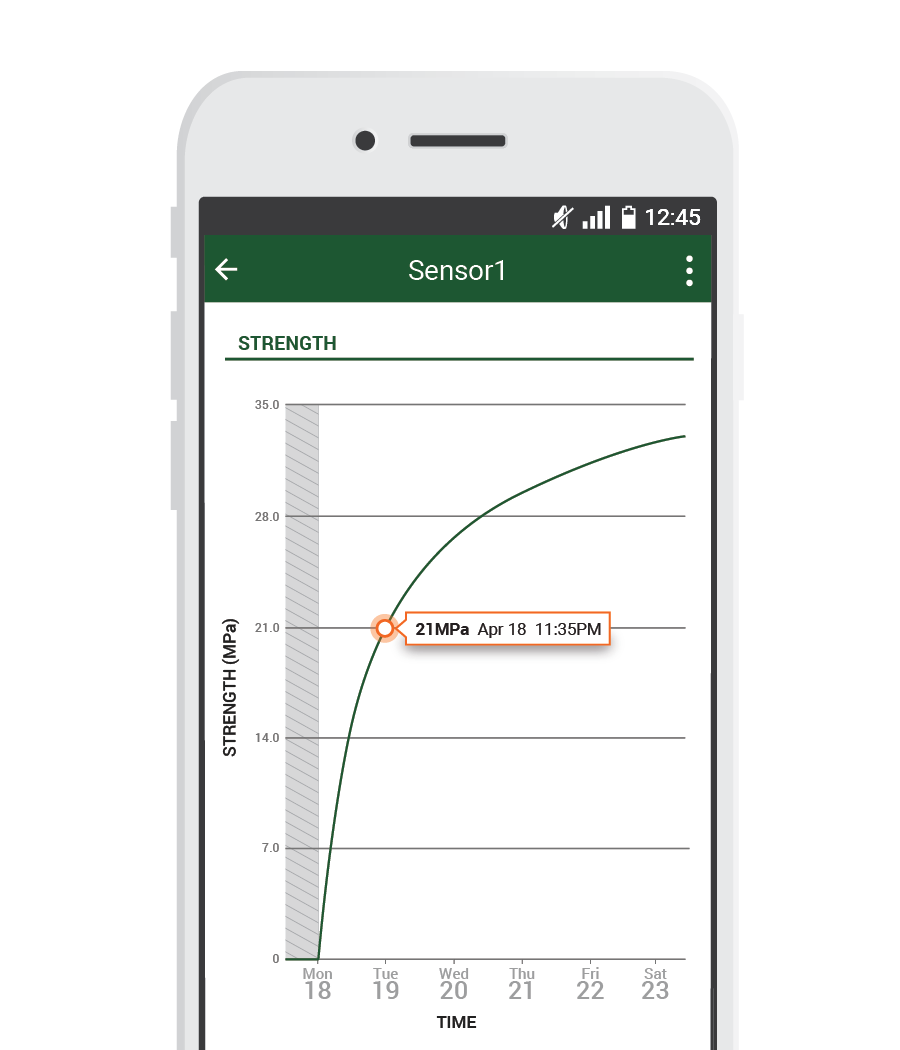 12:45
Sensor1
STRENGTH
35.0
28.0
21.0
21MPa Apr 18 11:35PM
STRENGTH (MPa)
14.0
7.0
0
Mon Tue Wed Thu Fri Sat
18 19 20 21 22 23
TIME